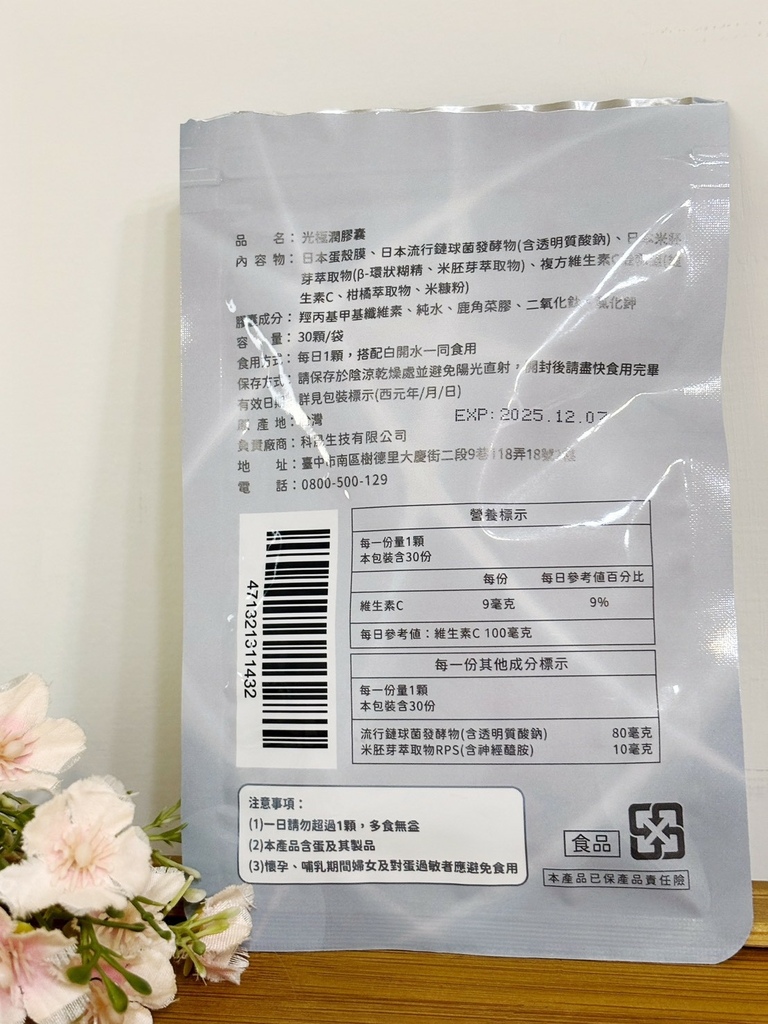 品　　名：光極潤膠囊
內 容 物：日本蛋殼膜、日本流行鏈球菌發酵物(含透明質酸鈉)、日本米胚
芽萃取物(β-環狀糊精、米胚芽萃取物)、複方維生素C
生素C、柑橘萃取物、米糠粉)
膠囊成分：羥丙基甲基纖維素、純水、鹿角菜膠、二氧化鈦、氯化鉀
容　　量：30顆/袋
食用方式：每日1顆，搭配白開水一同食用
保存方式：請保存於陰涼乾燥處並避免陽光直射，開封後請盡快食用完畢
有效日期：詳見包裝標示(西元年/月/日)
EXP:2025.12.07
原 產 地：台灣
負責廠商：科 生技有限公司
地　　址：臺中市南區樹德里大慶街二段9巷118弄18號
電　　話：0800-500-129
4713213111432
營養標示
每一份量1顆
本包裝含30份
每份　每日參考值百分比
維生素C　9毫克　9%
每日參考值：維生素C 100毫克
每一份其他成分標示
每一份量1顆
本包裝含30份
流行鏈球菌發酵物(含透明質酸鈉)　80毫克
米胚芽萃取物RPS(含神經醯胺)　10毫克
注意事項：
(1)一日請勿超過1顆，多食無益
(2)本產品含蛋及其製品
(3)懷孕、哺乳期間婦女及對蛋過敏者應避免食用
食品
本產品已保產品責任險